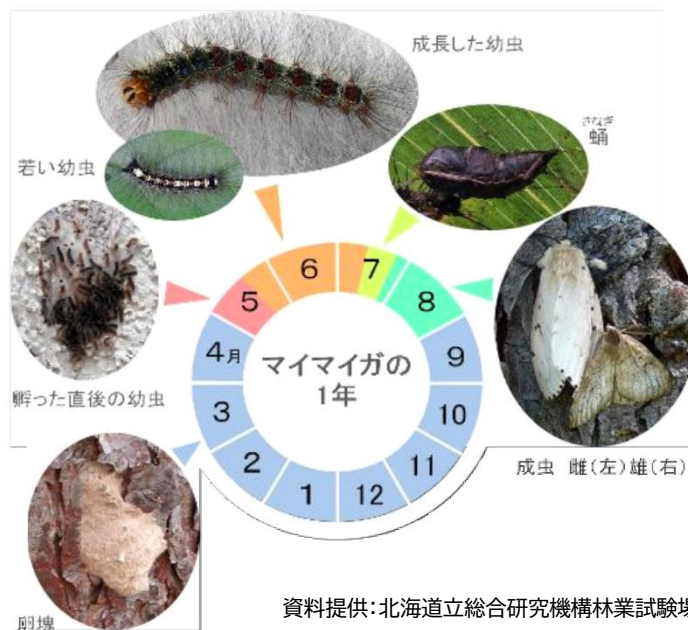 成長した幼虫
さなぎ
蛹
若い幼虫
6
7
5
8
4月
マイマイガの
1年
9
孵った直後の幼虫
3
10
2
11
1
12
成虫 雌(左)雄(右)
資料提供:北海道立総合研究機構林業試験場
卵塊